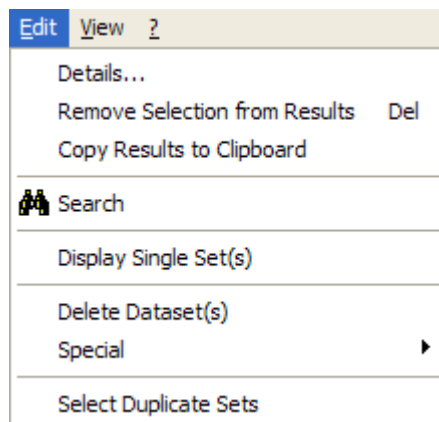 Edit View ?
Details...
Remove Selection from Results Del
Copy Results to Clipboard
Search
Display Single Set(s)
Delete Dataset(s)
Special
Select Duplicate Sets